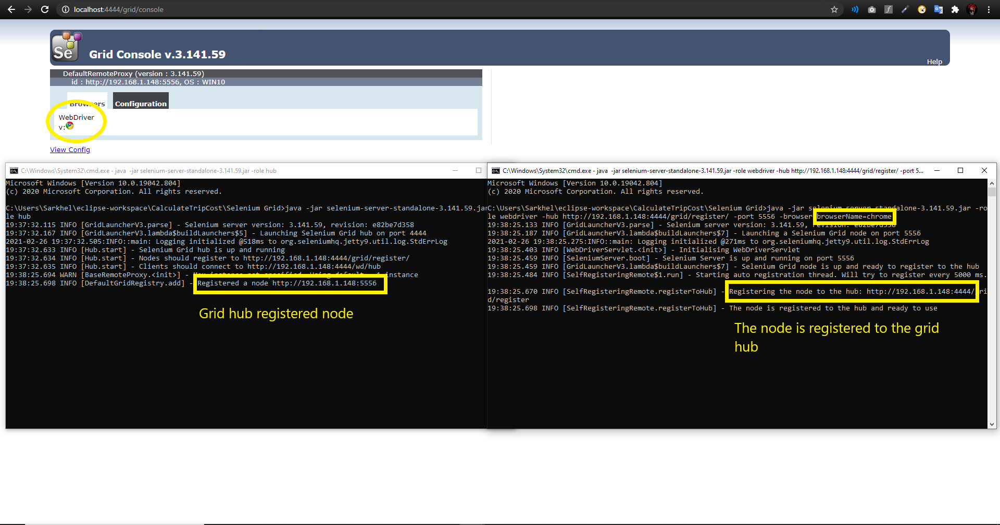 localhost:4444/grid/console
Se
Grid Console v.3.141.59
Help
DefaultRemoteProxy (version : 3.141.59)
id : http://192.168.1.148:5556, OS : WIN10
Browsers Configuration
WebDriver
v:
View Config
C:\Windows\System32\cmd.exe - java -jar selenium-server-standalone-3.141.59.jar -role hub
Microsoft Windows [Version 10.0.19042.804]
(c) 2020 Microsoft Corporation. All rights reserved.
C:\Users\Sarkhel\eclipse-workspace\CalculateTripCost\Selenium Grid>java -jar selenium-server-standalone-3.141.59.jar
le hub
19:37:32.115 INFO [GridLauncherV3.parse] - Selenium server version: 3.141.59, revision: e82be7d358
19:37:32.167 INFO [GridLauncherV3.lambda$buildLaunchers$5] - Launching Selenium Grid hub on port 4444
2021-02-26 19:37:32.505:INFO::main: Logging initialized @518ms to org.seleniumhq.jetty9.util.log.StdErrLog
19:37:32.633 INFO [Hub.start] - Selenium Grid hub is up and running
19:37:32.634 INFO [Hub.start] - Nodes should register to http://192.168.1.148:4444/grid/register/
19:37:32.635 INFO [Hub.start] - Clients should connect to http://192.168.1.148:4444/wd/hub
19:38:25.694 WARN [BaseRemoteProxy.<init>] - Max instance not specified. Using default = 1 instance
19:38:25.698 INFO [DefaultGridRegistry.add] - Registered a node http://192.168.1.148:5556
Grid hub registered node
C:\Windows\System32\cmd.exe - java -jar selenium-server-standalone-3.141.59.jar -role webdriver -hub http://192.168.1.148:4444/grid/register/ -port 5...
Microsoft Windows [Version 10.0.19042.804]
(c) 2020 Microsoft Corporation. All rights reserved.
C:\Users\Sarkhel\eclipse-workspace\CalculateTripCost\Selenium Grid>java -jar selenium-server-standalone-3.141.59.jar -ro
le webdriver -hub http://192.168.1.148:4444/grid/register/ -port 5556 -browser browserName=chrome
19:38:25.133 INFO [GridLauncherV3.parse] - Selenium server version: 3.141.59, revision: e82be7d358
19:38:25.187 INFO [GridLauncherV3.lambda$buildLaunchers$7] - Launching a Selenium Grid node on port 5556
2021-02-26 19:38:25.275:INFO::main: Logging initialized @271ms to org.seleniumhq.jetty9.util.log.StdErrLog
19:38:25.403 INFO [WebDriverServlet.<init>] - Initialising WebDriverServlet
19:38:25.459 INFO [SeleniumServer.boot] - Selenium Server is up and running on port 5556
19:38:25.459 INFO [GridLauncherV3.lambda$buildLaunchers$7] - Selenium Grid node is up and ready to register to the hub
19:38:25.484 INFO [SelfRegisteringRemote$1.run] - Starting auto registration thread. Will try to register every 5000 ms.
19:38:25.670 INFO [SelfRegisteringRemote.registerToHub] - Registering the node to the hub: http://192.168.1.148:4444/gri
d/register
19:38:25.698 INFO [SelfRegisteringRemote.registerToHub] - The node is registered to the hub and ready to use
The node is registered to the grid
hub